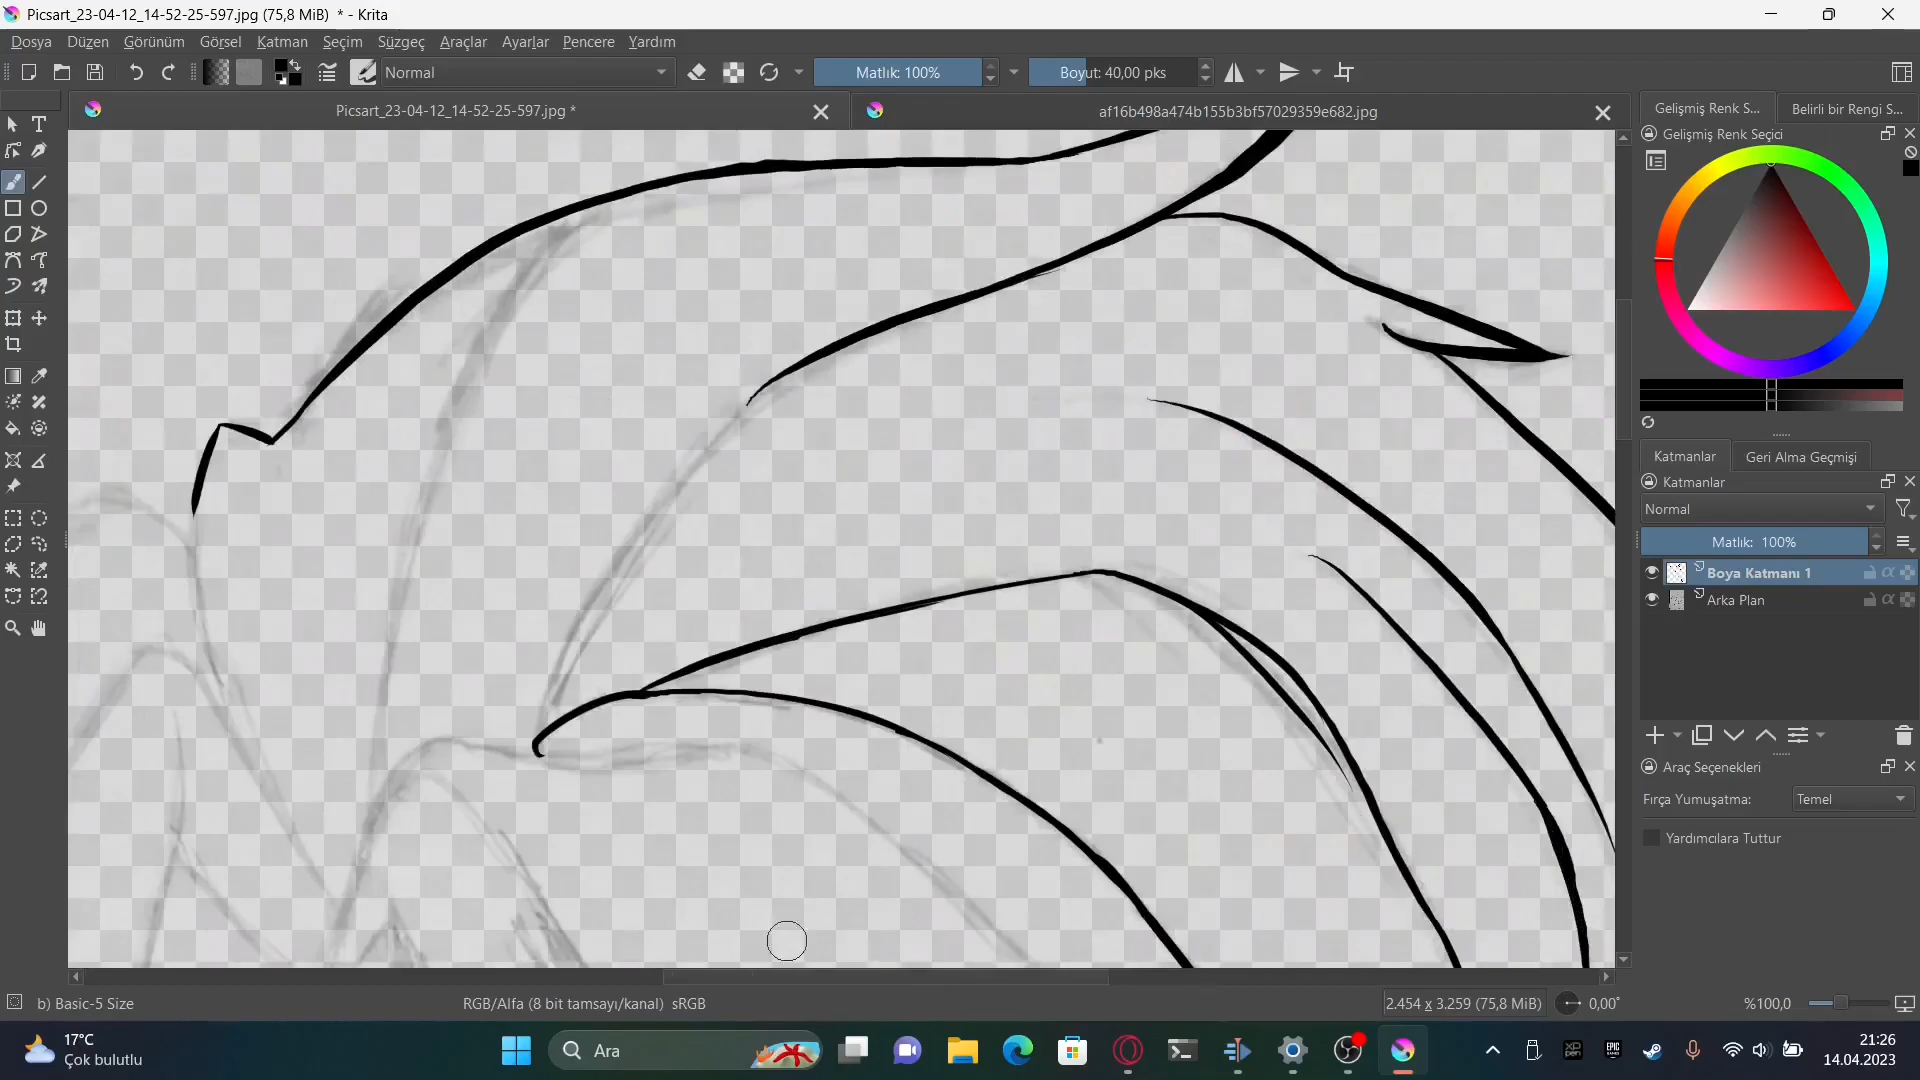 Picsart_23-04-12_14-52-25-597.jpg (75,8 MiB)  * - Krita
Dosya Düzen Görünüm Görsel Katman Seçim Süzgeç Araçlar Ayarlar Pencere Yardım
Normal
Matlık: 100%
Boyut: 40,00 pks
Picsart_23-04-12_14-52-25-597.jpg *
af16b498a474b155b3bf57029359e682.jpg
Gelişmiş Renk S...
Belirli bir Rengi S...
Gelişmiş Renk Seçici
Katmanlar
Geri Alma Geçmişi
Katmanlar
Normal
Matlık: 100%
Boya Katmanı 1
Arka Plan
Araç Seçenekleri
Fırça Yumuşatma:
Temel
Yardımcılara Tuttur
b) Basic-5 Size
RGB/Alfa (8 bit tamsayı/kanal) sRGB
2.454 x 3.259 (75,8 MiB)
0,00°
%100,0
17°C
Çok bulutlu
Ara
XP PEN
EPIC GAMES
21:26
14.04.2023